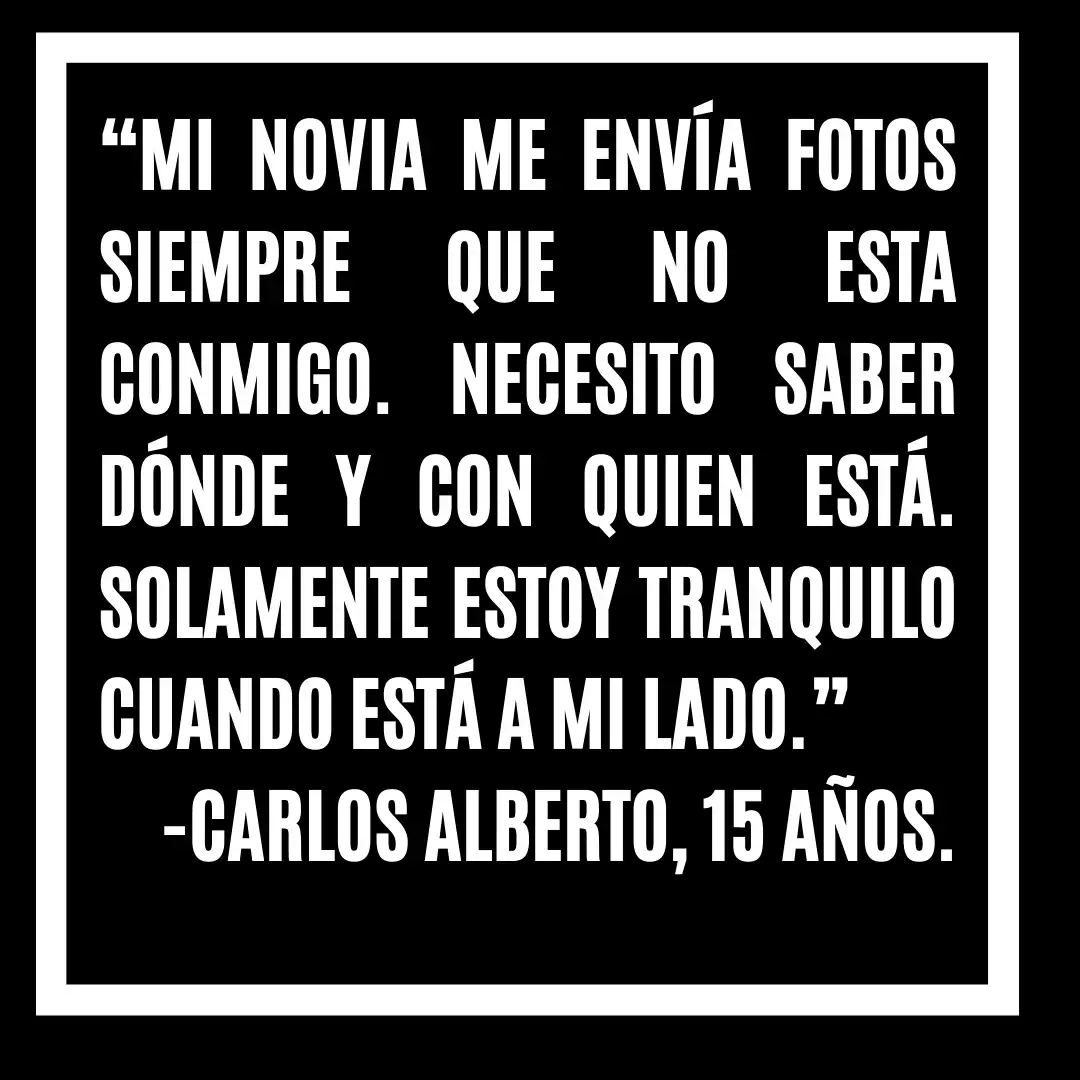 “MI NOVIA ME ENVÍA FOTOS
SIEMPRE QUE NO ESTA
CONMIGO. NECESITO SABER
DÓNDE Y CON QUIEN ESTÁ.
SOLAMENTE ESTOY TRANQUILO
CUANDO ESTÁ A MI LADO.”
-CARLOS ALBERTO, 15 AÑOS.